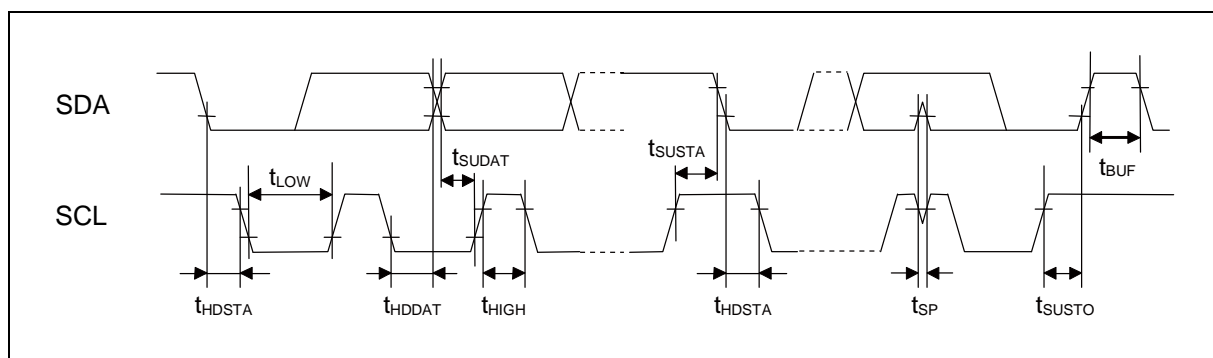 SDA
tSUDAT
tSUSTA
tBUF
tLOW
SCL
tHDSTA
tHDDAT
tHIGH
tHDSTA
tSP
tSUSTO